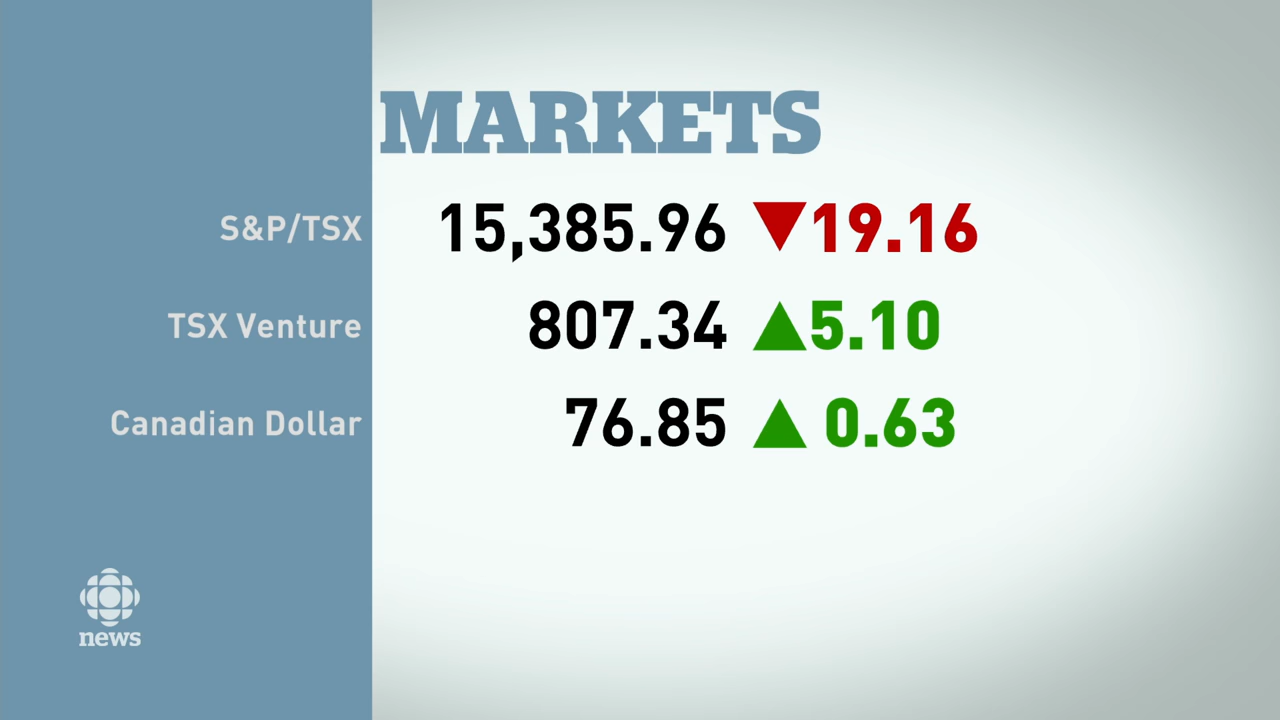 MARKETS
S&P/TSX 15,385.96 ▼19.16
TSX Venture 807.34 ▲5.10
Canadian Dollar 76.85 ▲ 0.63
news